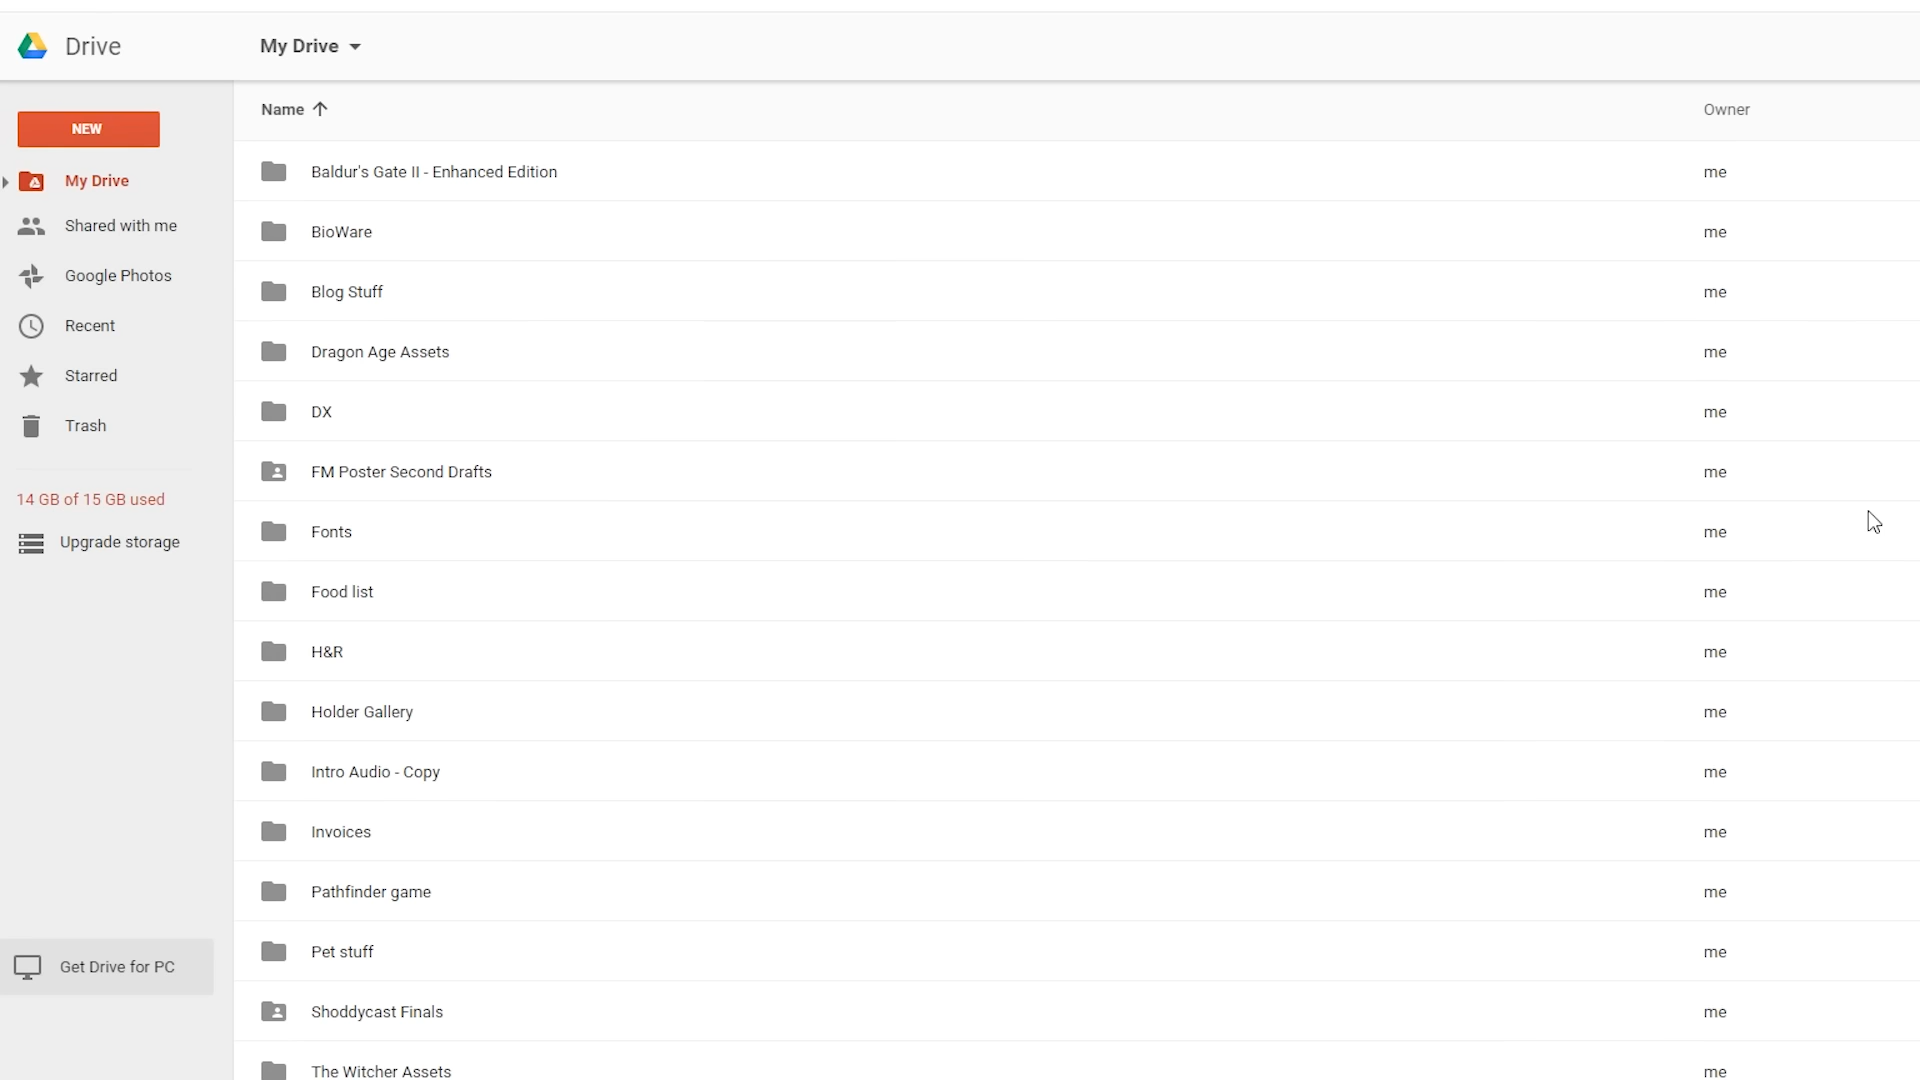 Drive
My Drive
Name
Owner
NEW
My Drive
Shared with me
Google Photos
Recent
Starred
Trash
14 GB of 15 GB used
Upgrade storage
Get Drive for PC
Baldur's Gate II - Enhanced Edition
me
BioWare
me
Blog Stuff
me
Dragon Age Assets
me
DX
me
FM Poster Second Drafts
me
Fonts
me
Food list
me
H&R
me
Holder Gallery
me
Intro Audio - Copy
me
Invoices
me
Pathfinder game
me
Pet stuff
me
Shoddycast Finals
me
The Witcher Assets
me